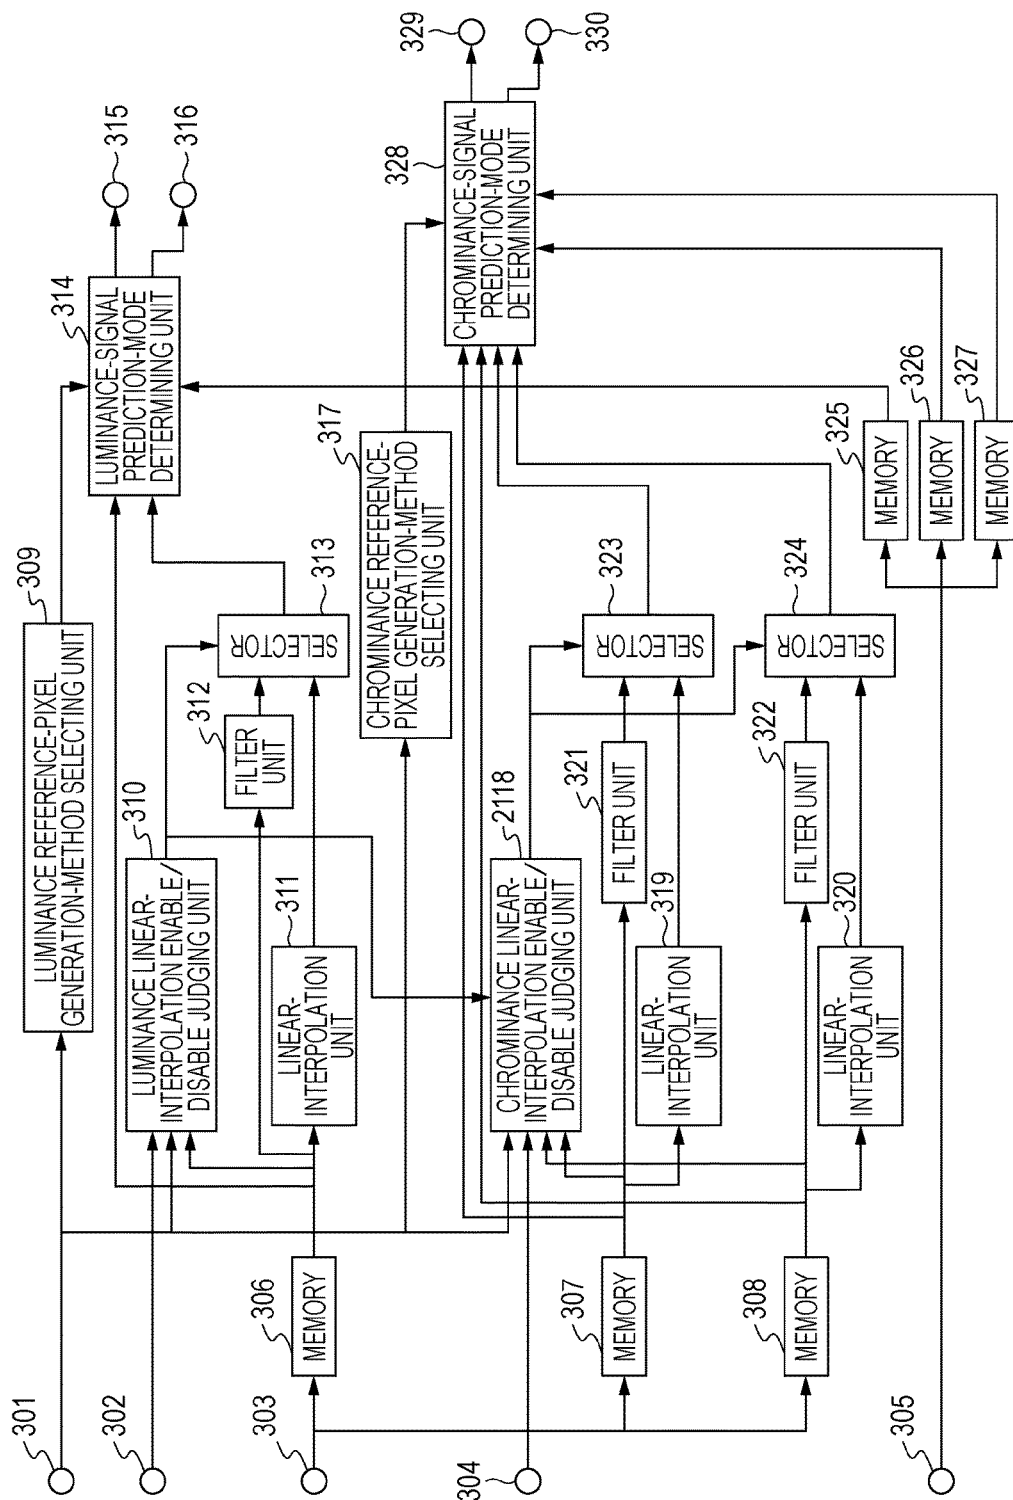 301
302
303
304
305
MEMORY
306
MEMORY
307
MEMORY
308
LUMINANCE REFERENCE-PIXEL
GENERATION-METHOD SELECTING UNIT
309
LUMINANCE LINEAR-
INTERPOLATION ENABLE/
DISABLE JUDGING UNIT
310
LINEAR-
INTERPOLATION
UNIT
311
FILTER
UNIT
312
SELECTOR
313
LUMINANCE-SIGNAL
PREDICTION-MODE
DETERMINING UNIT
314
315
316
CHROMINANCE REFERENCE-
PIXEL GENERATION-METHOD
SELECTING UNIT
317
CHROMINANCE LINEAR-
INTERPOLATION ENABLE/
DISABLE JUDGING UNIT
2118
LINEAR-
INTERPOLATION
UNIT
319
LINEAR-
INTERPOLATION
UNIT
320
FILTER UNIT
321
FILTER UNIT
322
SELECTOR
323
SELECTOR
324
MEMORY
325
MEMORY
326
MEMORY
327
CHROMINANCE-SIGNAL
PREDICTION-MODE
DETERMINING UNIT
328
329
330